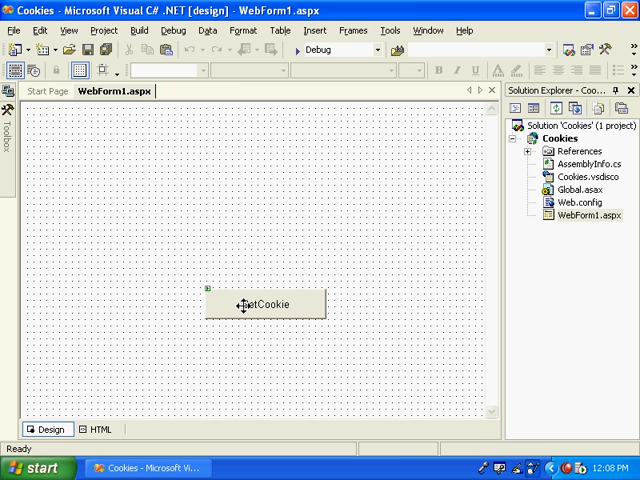 Cookies - Microsoft Visual C# .NET [design] - WebForm1.aspx
File Edit View Project Build Debug Data Format Table Insert Frames Tools Window Help
Debug
B I U A
Start Page WebForm1.aspx
Solution Explorer - Coo...
Toolbox
Solution 'Cookies' (1 project)
Cookies
References
AssemblyInfo.cs
Cookies.vsdisco
Global.asax
Web.config
WebForm1.aspx
Design HTML
Ready
start Cookies - Microsoft Vi... 12:08 PM